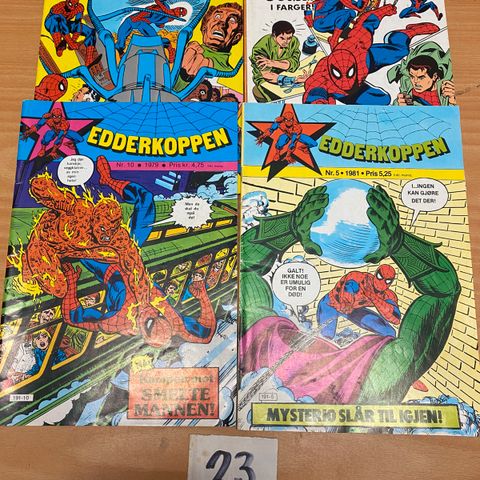 I FARGER!
EDDERKOPPEN
Nr. 10 • 1979 • Pris kr. 4,75
Kampen mot
SMELTE
MANNEN!
191-10
EDDERKOPPEN
Nr. 5 • 1981 • Pris 5,25
I...INGEN
KAN GJØRE
DET DER!
GALT! IKKE NOE
ER UMULIG
FOR EN
DØD!
191-5
MYSTERIO SLÅR TIL IGJEN!
23